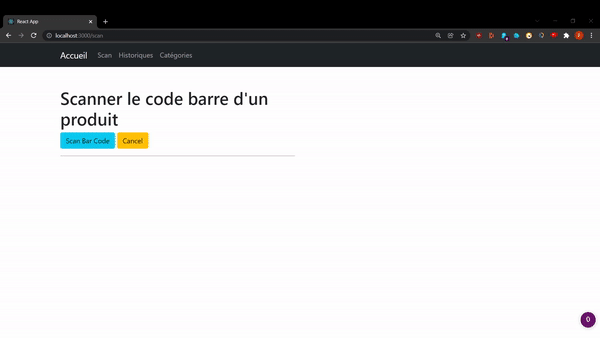 React App
localhost:3000/scan
Accueil Scan Historiques Catégories
Scanner le code barre d'un
produit
Scan Bar Code Cancel
0